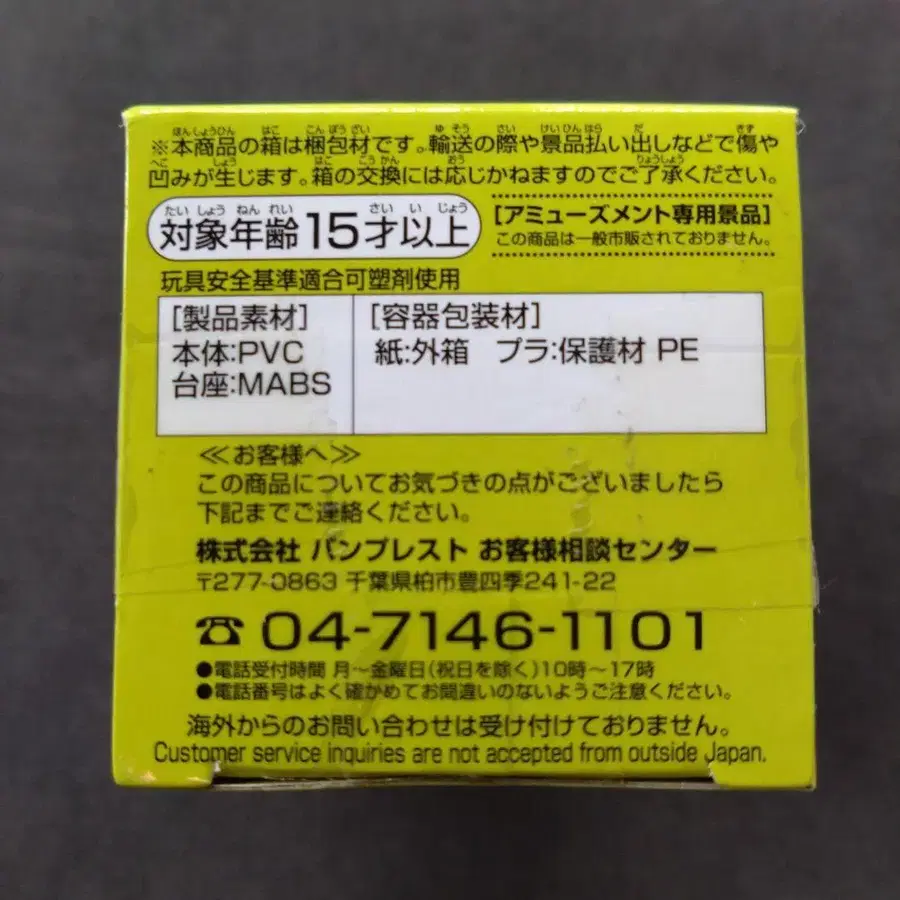 ※本商品の箱は梱包材です。輸送の際や景品払い出しなどで傷や
凹みが生じます。箱の交換には応じかねますのでご了承ください。
対象年齢15才以上
[アミューズメント専用景品]
この商品は一般市販されておりません。
玩具安全基準適合可塑剤使用
[製品素材]
本体:PVC
台座:MABS
[容器包装材]
紙:外箱 プラ:保護材 PE
≪お客様へ≫
この商品についてお気づきの点がございましたら
下記までご連絡ください。
株式会社 バンプレスト お客様相談センター
〒277-0863 千葉県柏市豊四季241-22
☎ 04-7146-1101
●電話受付時間 月〜金曜日(祝日を除く)10時〜17時
●電話番号はよく確かめてお間違いのないようご注意ください。
海外からのお問い合わせは受け付けておりません。
Customer service inquiries are not accepted from outside Japan.